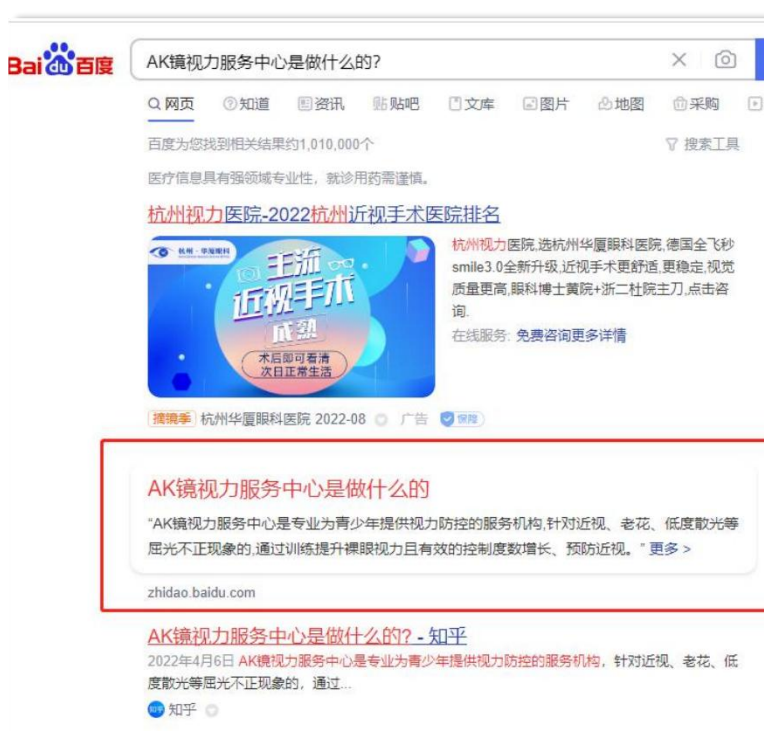 Bai du 百度
AK镜视力服务中心是做什么的?
网页 知道 资讯 贴吧 文库 图片 地图 采购
百度为您找到相关结果约1,010,000个 搜索工具
医疗信息具有强领域专业性，就诊用药需谨慎。
杭州视力医院-2022杭州近视手术医院排名
杭州·华厦眼科
主流
近视手术
成熟
术后即可看清
次日正常生活
杭州视力医院,选杭州华厦眼科医院,德国全飞秒
smile3.0全新升级,近视手术更舒适,更稳定,视觉
质量更高,眼科博士黄院+浙二杜院主刀,点击咨
询.
在线服务: 免费咨询更多详情
摘镜季 杭州华厦眼科医院 2022-08 广告 保障
AK镜视力服务中心是做什么的
“AK镜视力服务中心是专业为青少年提供视力防控的服务机构,针对近视、老花、低度散光等
屈光不正现象的,通过训练提升裸眼视力且有效的控制度数增长、预防近视。” 更多 >
zhidao.baidu.com
AK镜视力服务中心是做什么的? - 知乎
2022年4月6日 AK镜视力服务中心是专业为青少年提供视力防控的服务机构，针对近视、老花、低
度散光等屈光不正现象的，通过...
知乎 知乎